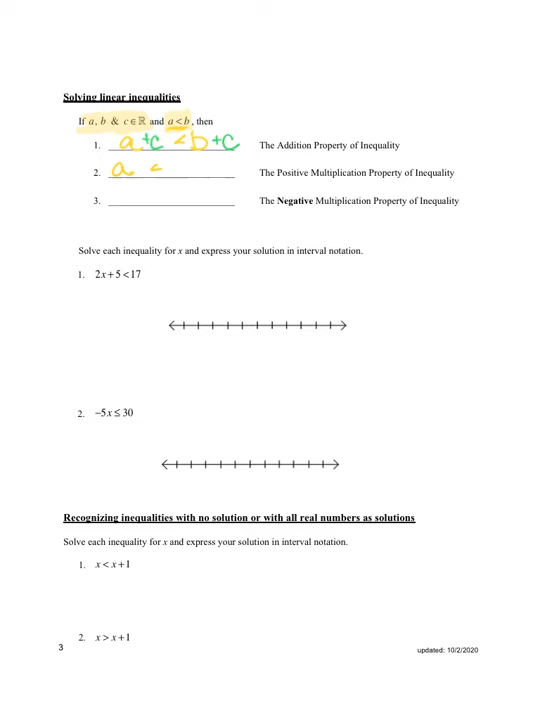 Solving linear inequalities
If a, b & c ∈ ℝ and a < b, then
1. a +c < b +c The Addition Property of Inequality
2. a < The Positive Multiplication Property of Inequality
3. The Negative Multiplication Property of Inequality
Solve each inequality for x and express your solution in interval notation.
1. 2x + 5 < 17
2. −5x ≤ 30
Recognizing inequalities with no solution or with all real numbers as solutions
Solve each inequality for x and express your solution in interval notation.
1. x < x + 1
2. x > x + 1
3 updated: 10/2/2020